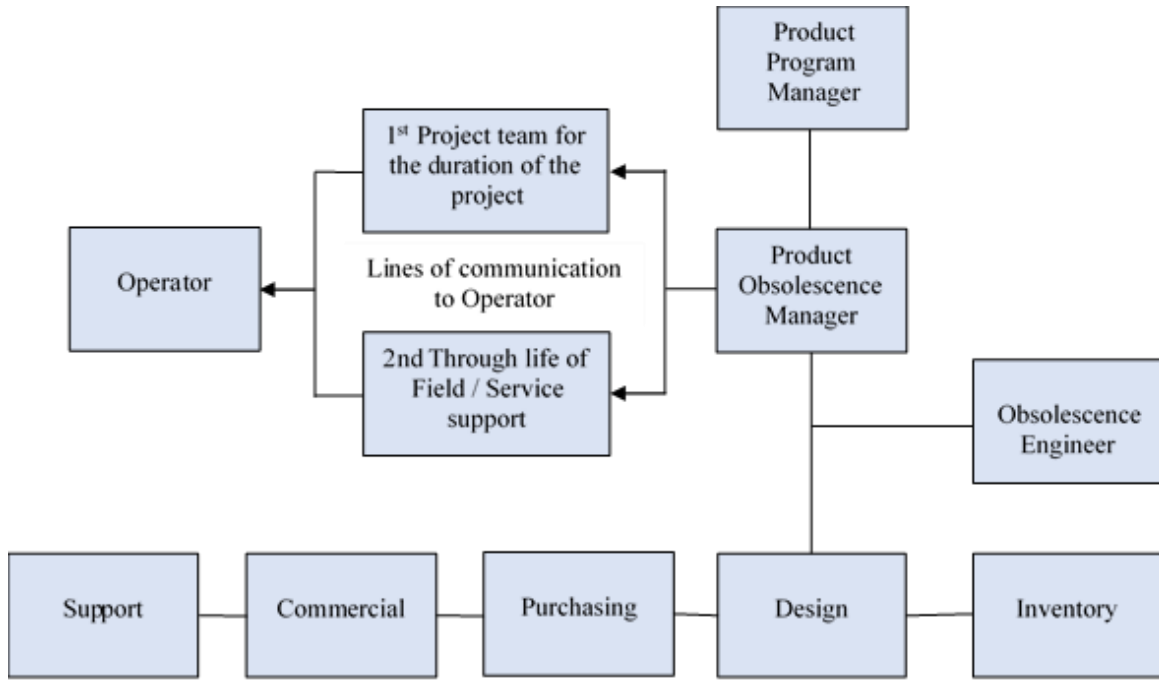 Product
Program
Manager
1st Project team for
the duration of the
project
Operator
Lines of communication
to Operator
Product
Obsolescence
Manager
2nd Through life of
Field / Service
support
Obsolescence
Engineer
Support
Commercial
Purchasing
Design
Inventory